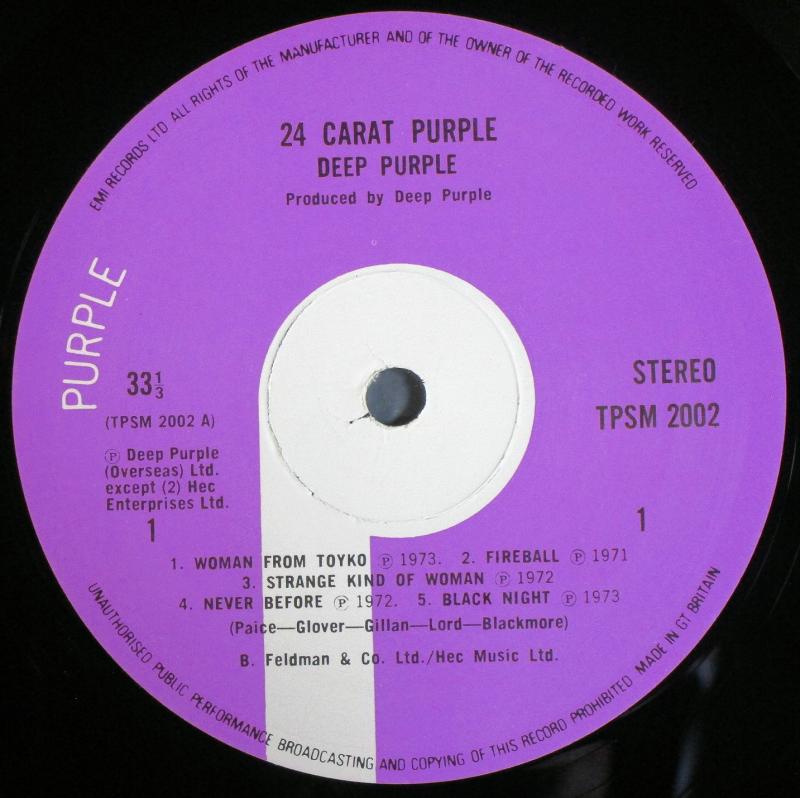 EMI RECORDS LTD ALL RIGHTS OF THE MANUFACTURER AND OF THE OWNER OF THE RECORDED WORK RESERVED
24 CARAT PURPLE
DEEP PURPLE
Produced by Deep Purple
PURPLE
33⅓
(TPSM 2002 A)
STEREO
TPSM 2002
℗ Deep Purple
(Overseas) Ltd.
except (2) Hec
Enterprises Ltd.
1
1
1. WOMAN FROM TOYKO ℗ 1973. 2. FIREBALL ℗ 1971
3. STRANGE KIND OF WOMAN ℗ 1972
4. NEVER BEFORE ℗ 1972. 5. BLACK NIGHT ℗ 1973
(Paice—Glover—Gillan—Lord—Blackmore)
B. Feldman & Co. Ltd./Hec Music Ltd.
UNAUTHORISED PUBLIC PERFORMANCE BROADCASTING AND COPYING OF THIS RECORD PROHIBITED MADE IN GT BRITAIN